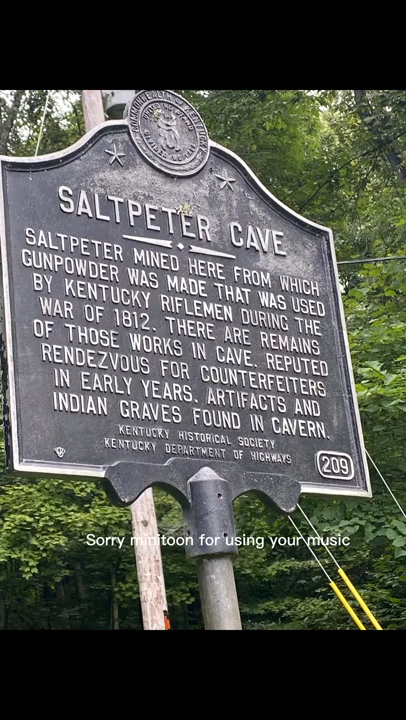 SALTPETER CAVE
SALTPETER MINED HERE FROM WHICH
GUNPOWDER WAS MADE THAT WAS USED
BY KENTUCKY RIFLEMEN DURING THE
WAR OF 1812. THERE ARE REMAINS
OF THOSE WORKS IN CAVE. REPUTED
RENDEZVOUS FOR COUNTERFEITERS
IN EARLY YEARS. ARTIFACTS AND
INDIAN GRAVES FOUND IN CAVERN.
KENTUCKY HISTORICAL SOCIETY
KENTUCKY DEPARTMENT OF HIGHWAYS
209
Sorry minitoon for using your music